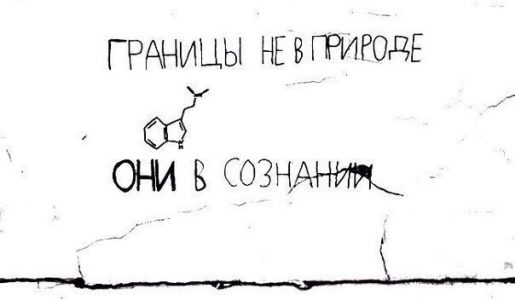 ГРАНИЦЫ НЕ В ПРИРОДЕ
ОНИ В СОЗНАНИИ